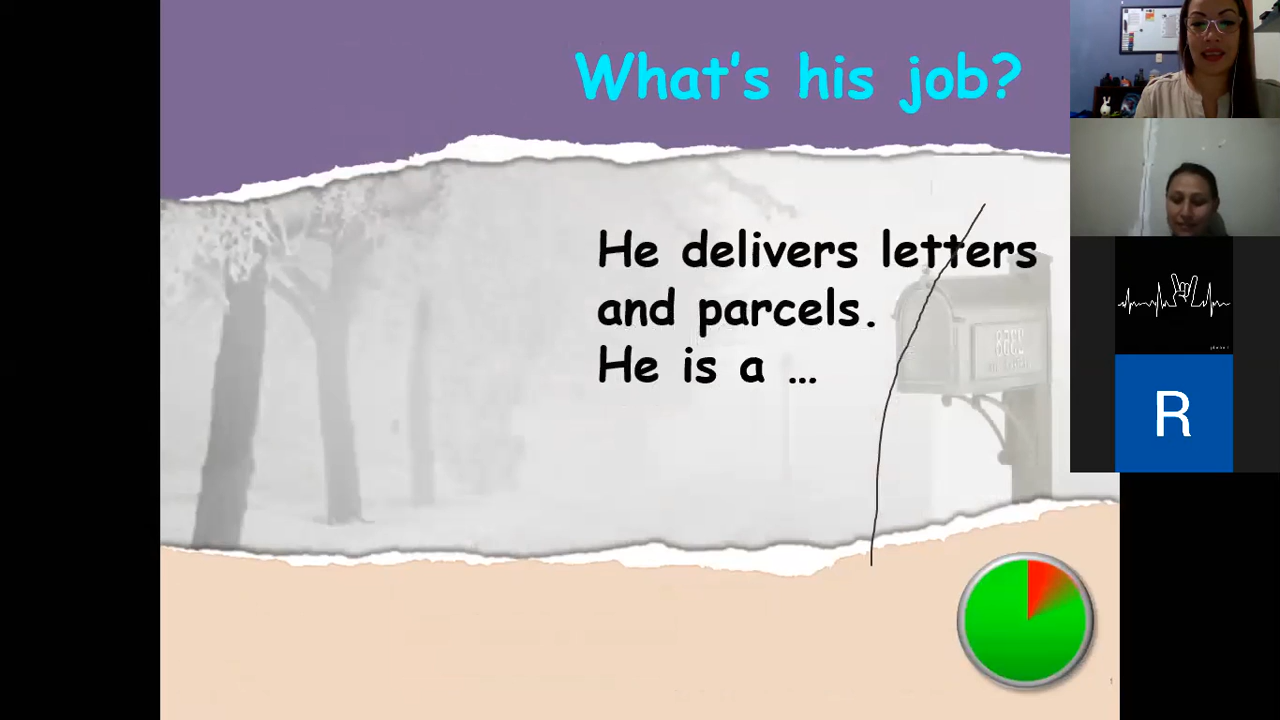 What's his job?
He delivers letters
and parcels.
He is a ...
R